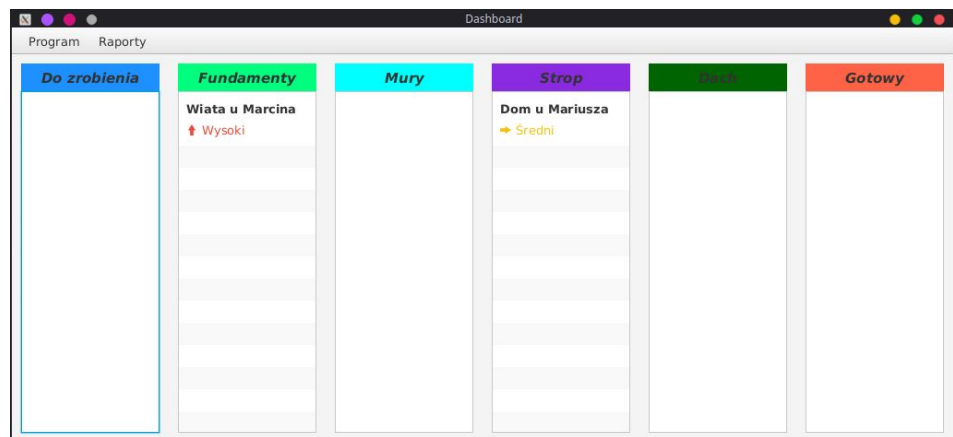 Dashboard
Program Raporty
Do zrobienia Fundamenty Mury Strop Dach Gotowy
Wiata u Marcina Dom u Mariusza
Wysoki Średni